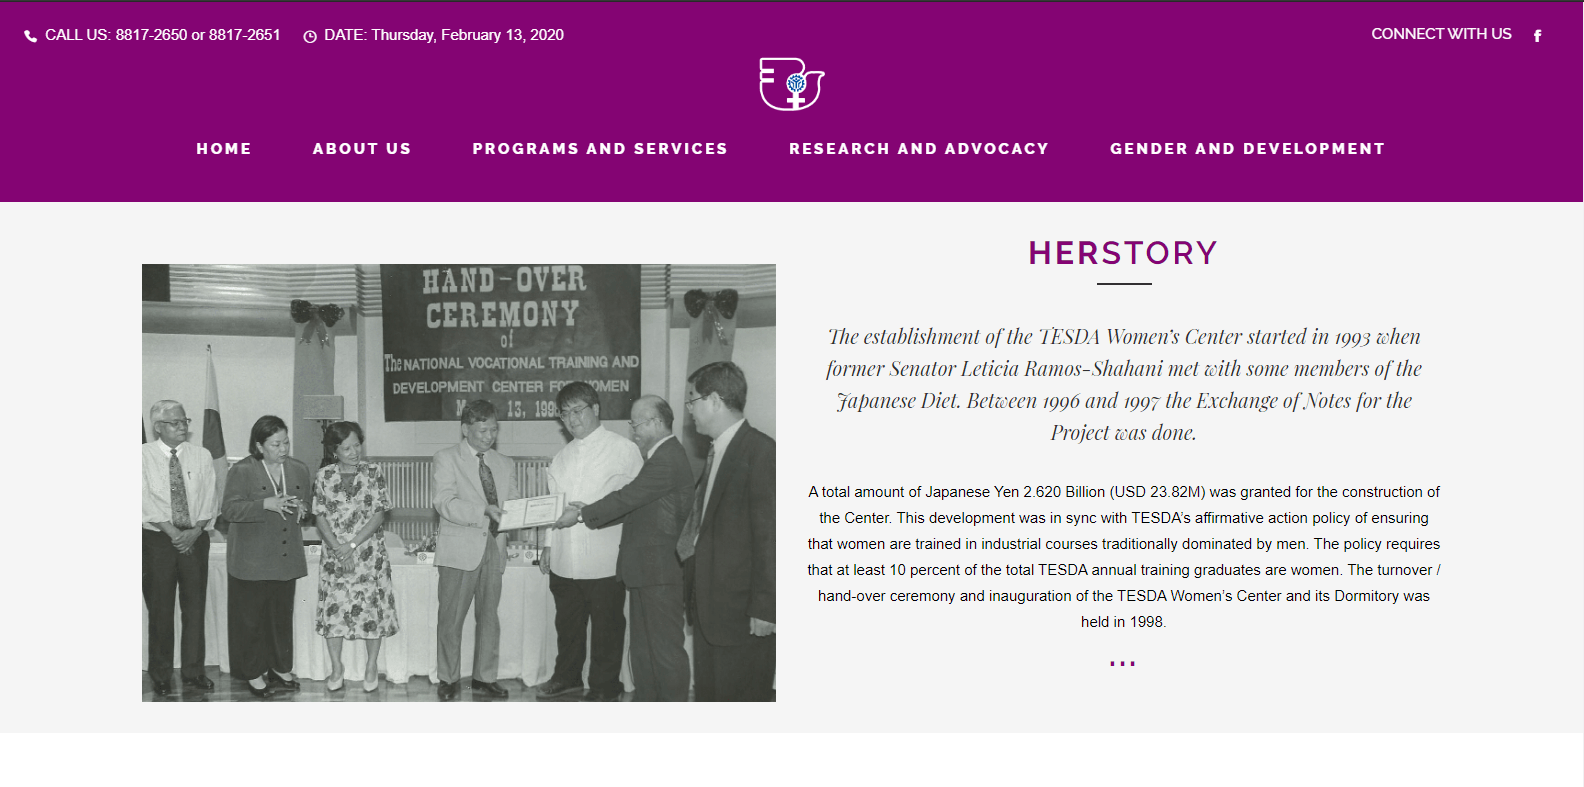 CALL US: 8817-2650 or 8817-2651 DATE: Thursday, February 13, 2020
CONNECT WITH US
HOME ABOUT US PROGRAMS AND SERVICES RESEARCH AND ADVOCACY GENDER AND DEVELOPMENT
HAND-OVER
CEREMONY
of
The NATIONAL VOCATIONAL TRAINING AND
DEVELOPMENT CENTER FOR WOMEN
13, 199
HERSTORY
The establishment of the TESDA Women's Center started in 1993 when
former Senator Leticia Ramos-Shahani met with some members of the
Japanese Diet. Between 1996 and 1997 the Exchange of Notes for the
Project was done.
A total amount of Japanese Yen 2.620 Billion (USD 23.82M) was granted for the construction of
the Center. This development was in sync with TESDA's affirmative action policy of ensuring
that women are trained in industrial courses traditionally dominated by men. The policy requires
that at least 10 percent of the total TESDA annual training graduates are women. The turnover /
hand-over ceremony and inauguration of the TESDA Women's Center and its Dormitory was
held in 1998.
...